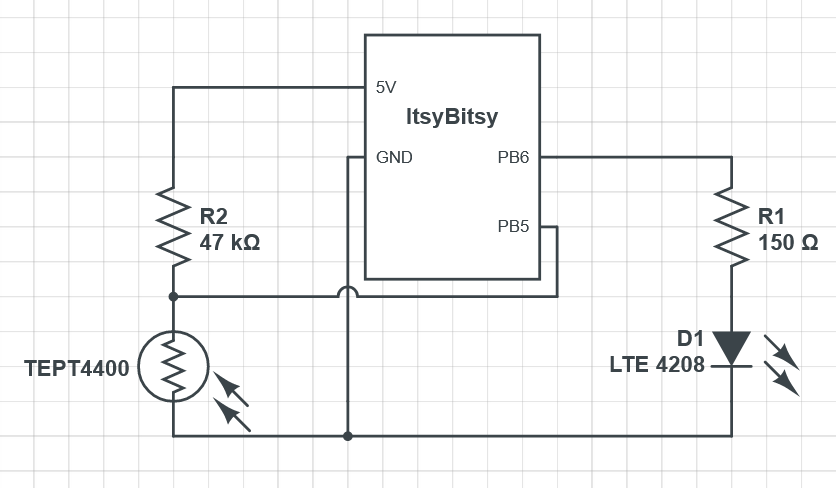 5V
ItsyBitsy
GND
PB6
PB5
R2
47 kΩ
R1
150 Ω
TEPT4400
D1
LTE 4208